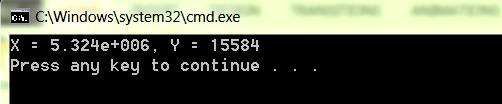 C:\Windows\system32\cmd.exe
X = 5.324e+006, Y = 15584
Press any key to continue . . .